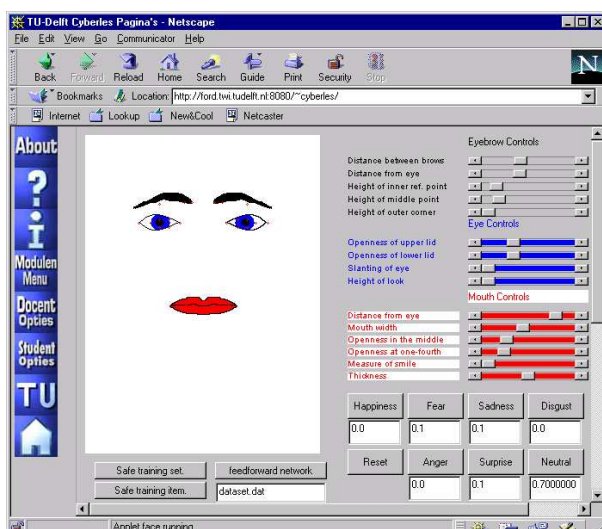 TU-Delft Cyberles Pagina's - Netscape
File Edit View Go Communicator Help
Back Forward Reload Home Search Guide Print Security Stop
N
Bookmarks Location: http://ford.twi.tudelft.nl:8080/~cyberles/
Internet Lookup New&Cool Netcaster
About
?
i
Modulen
Menu
Docent
Opties
Student
Opties
TU
Eyebrow Controls
Distance between brows
Distance from eye
Height of inner ref. point
Height of middle point
Height of outer corner
Eye Controls
Openness of upper lid
Openness of lower lid
Slanting of eye
Height of look
Mouth Controls
Distance from eye
Mouth width
Openness in the middle
Openness at one-fourth
Measure of smile
Thickness
Happiness Fear Sadness Disgust
0.0 0.1 0.1 0.0
Reset Anger Surprise Neutral
0.0 0.1 0.7000000
Safe training set. feedforward network
Safe training item. dataset.dat
Applet face running